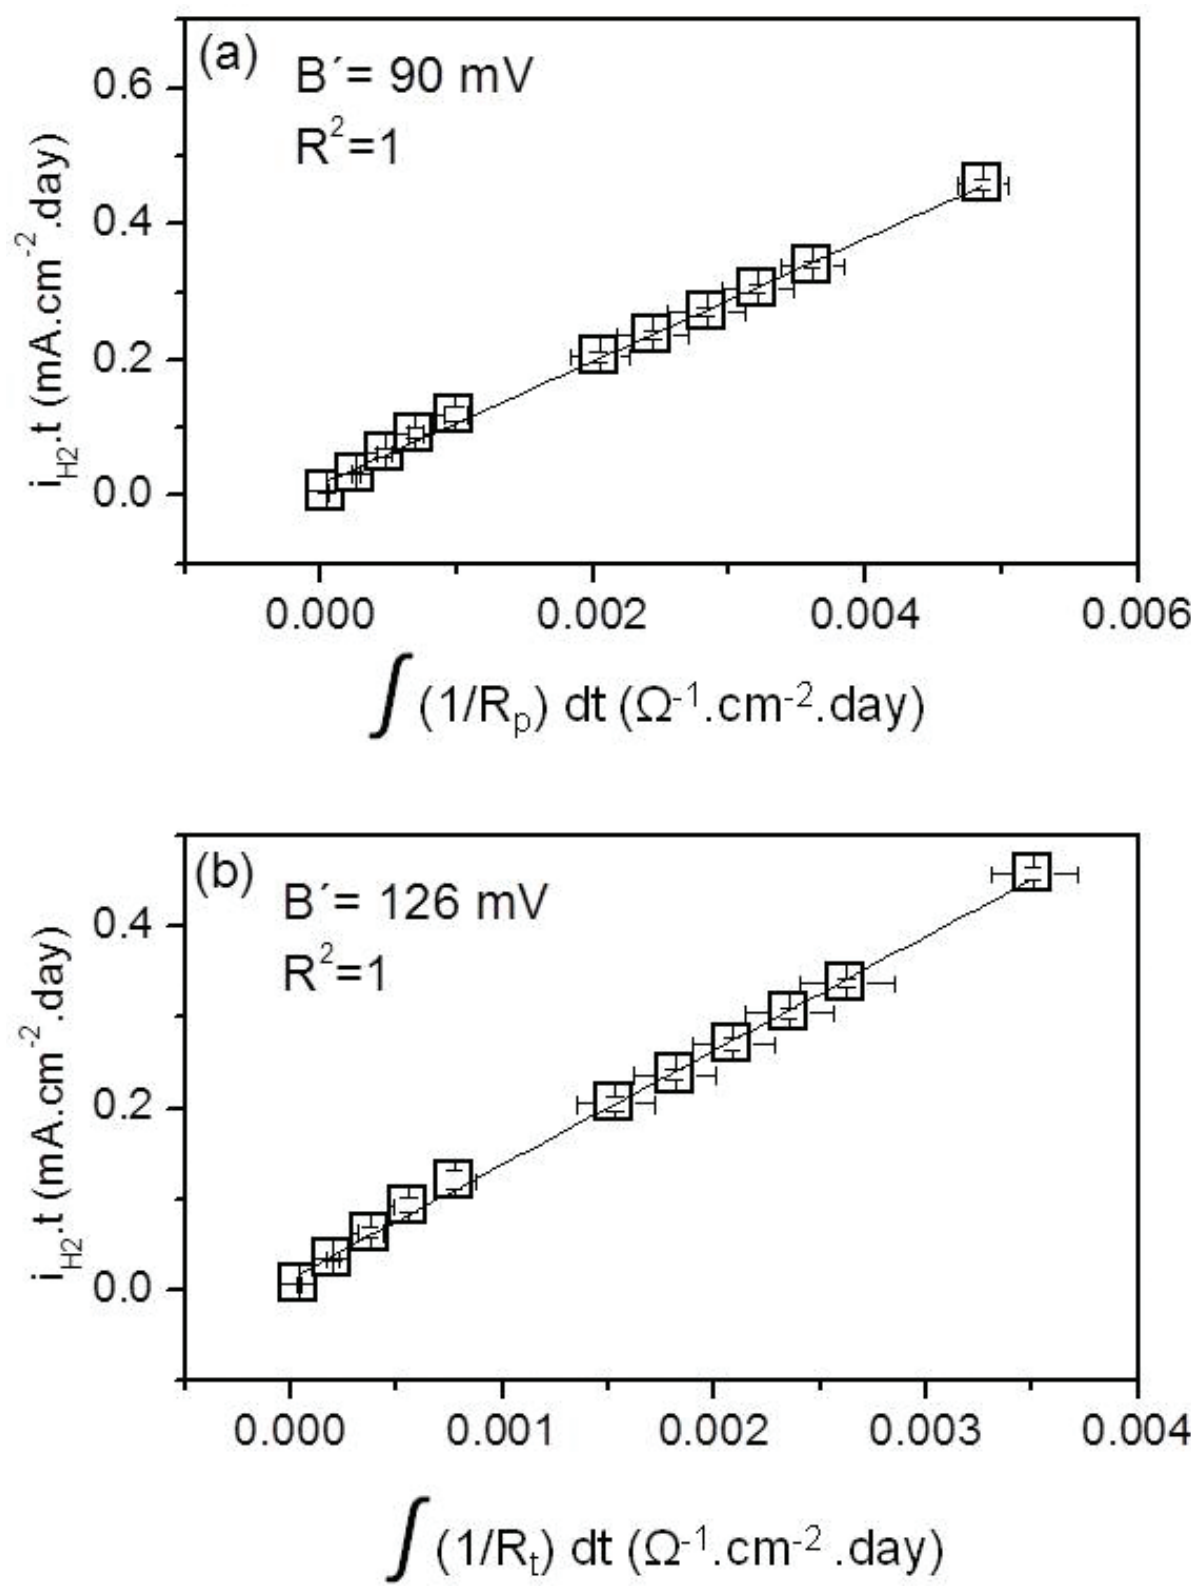 (a)
B´= 90 mV
R²=1
0.6
0.4
0.2
0.0
i_H2.t (mA.cm⁻².day)
0.000 0.002 0.004 0.006
∫ (1/Rp) dt (Ω⁻¹.cm⁻².day)
(b)
B´= 126 mV
R²=1
0.4
0.2
0.0
i_H2.t (mA.cm⁻².day)
0.000 0.001 0.002 0.003 0.004
∫ (1/Rt) dt (Ω⁻¹.cm⁻² .day)